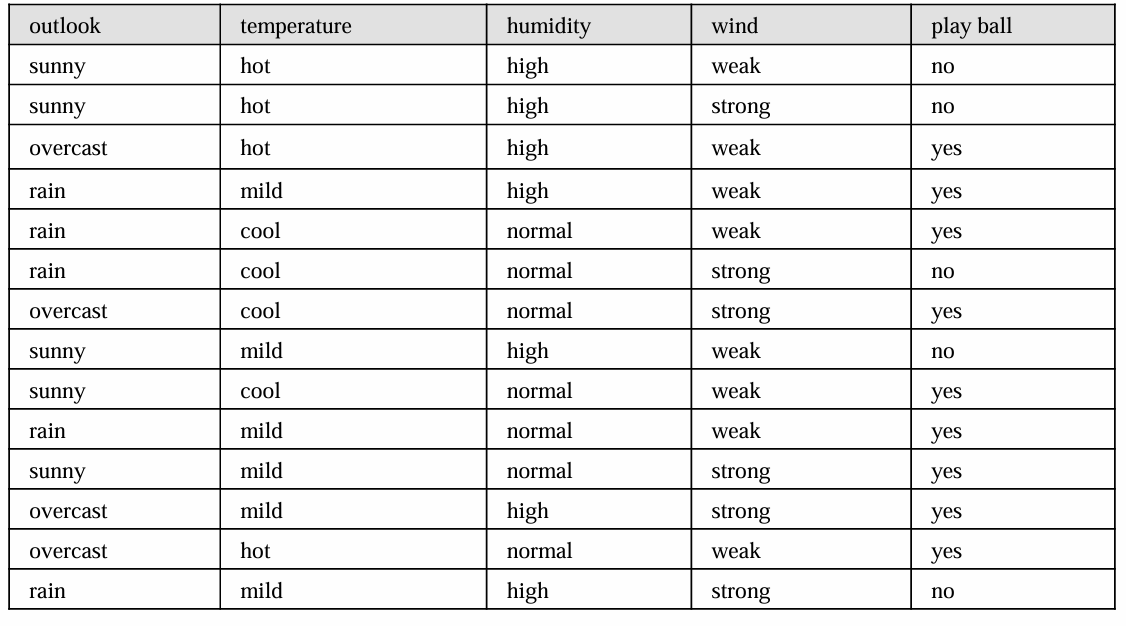 outlook temperature humidity wind play ball
sunny hot high weak no
sunny hot high strong no
overcast hot high weak yes
rain mild high weak yes
rain cool normal weak yes
rain cool normal strong no
overcast cool normal strong yes
sunny mild high weak no
sunny cool normal weak yes
rain mild normal weak yes
sunny mild normal strong yes
overcast mild high strong yes
overcast hot normal weak yes
rain mild high strong no